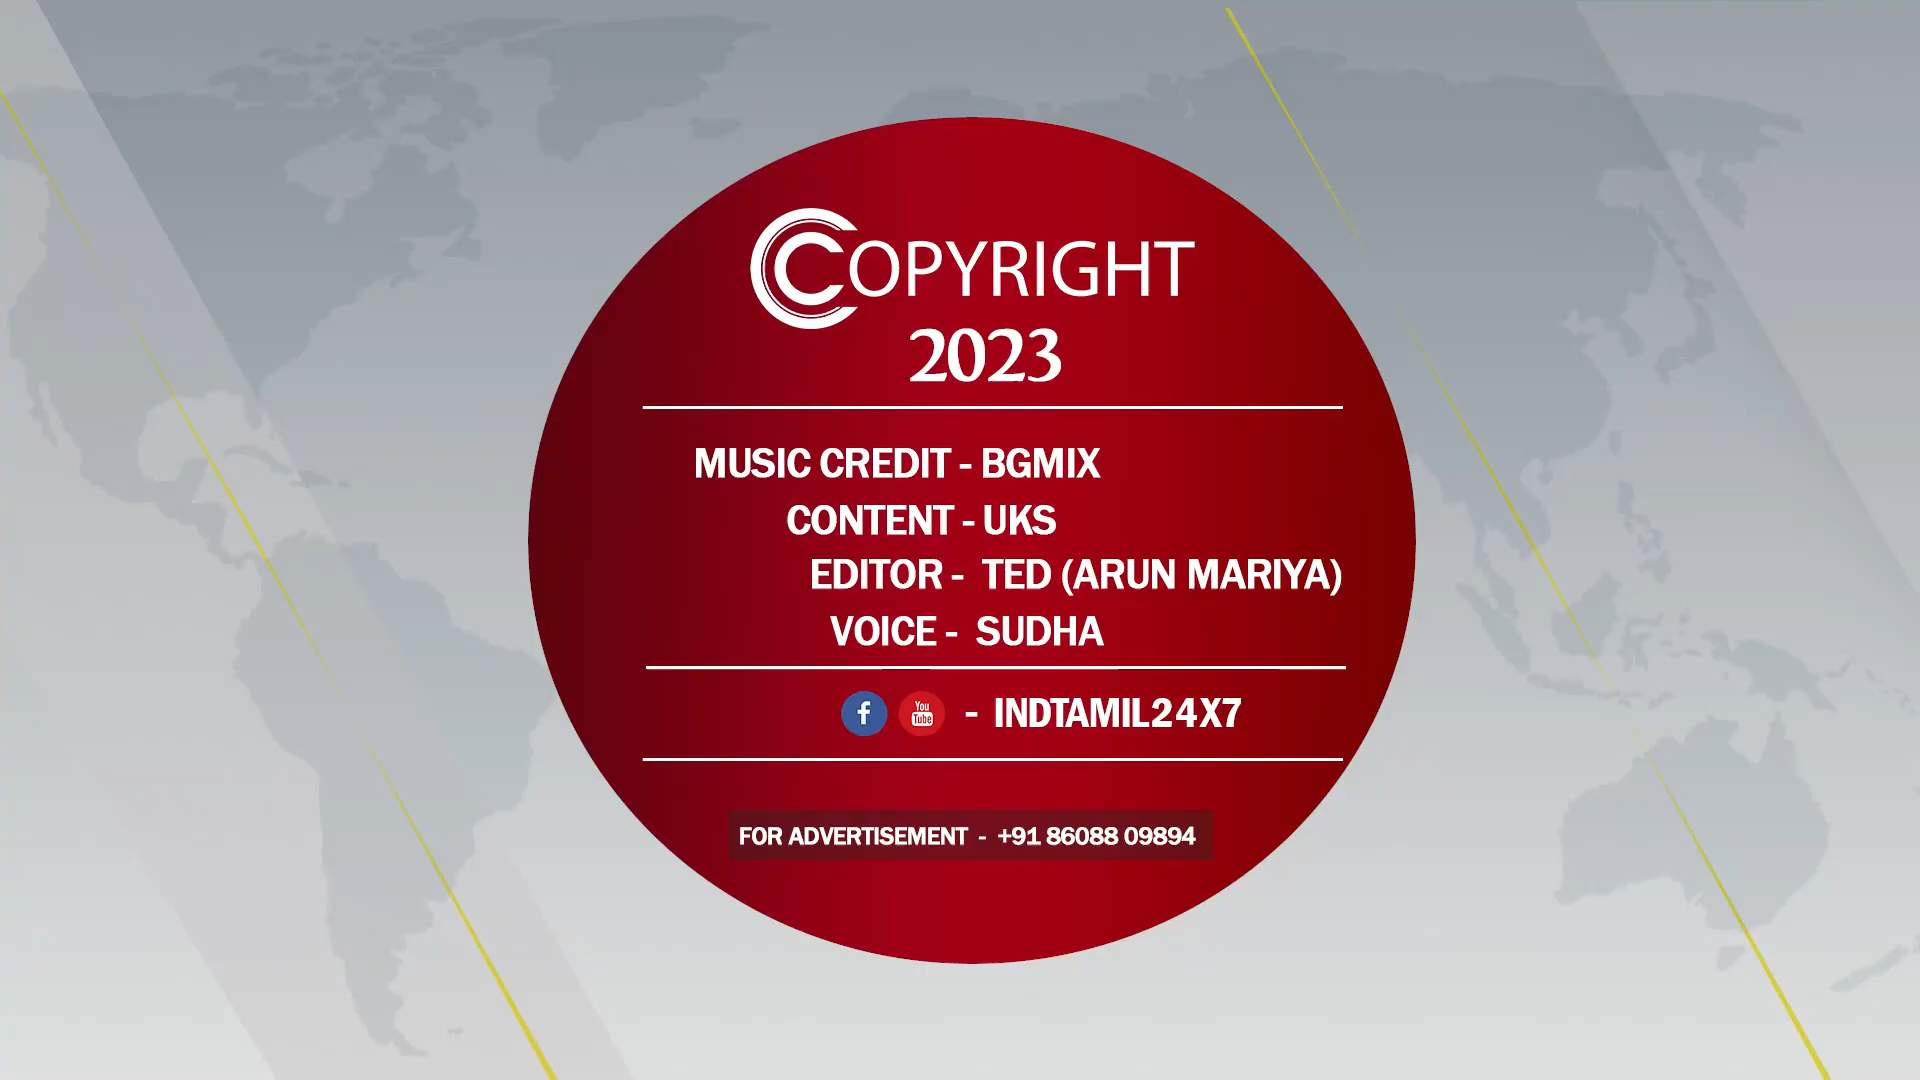 COPYRIGHT
2023
MUSIC CREDIT - BGMIX
CONTENT - UKS
EDITOR - TED (ARUN MARIYA)
VOICE - SUDHA
f You Tube - INDTAMIL24X7
FOR ADVERTISEMENT - +91 86088 09894